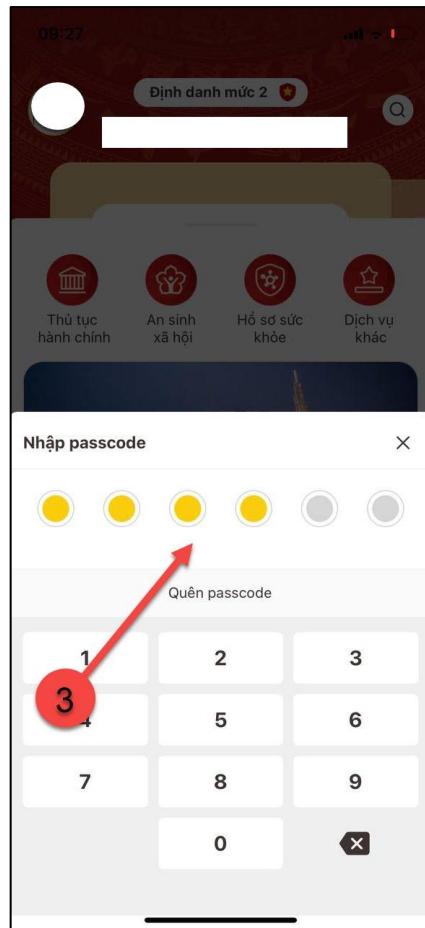 09:27
Định danh mức 2
Thủ tục
hành chính
An sinh
xã hội
Hồ sơ sức
khỏe
Dịch vụ
khác
Nhập passcode
Quên passcode
1
2
3
3
4
5
6
7
8
9
0